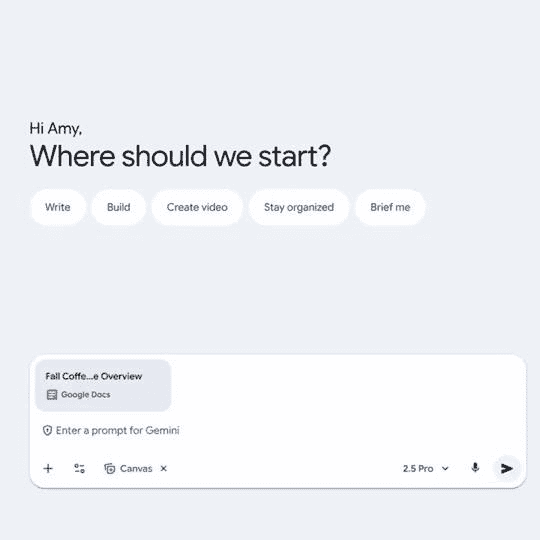 Hi Amy,
Where should we start?
Write
Build
Create video
Stay organized
Brief me
Fall Coffe...e Overview
Google Docs
Enter a prompt for Gemini
Canvas
2.5 Pro